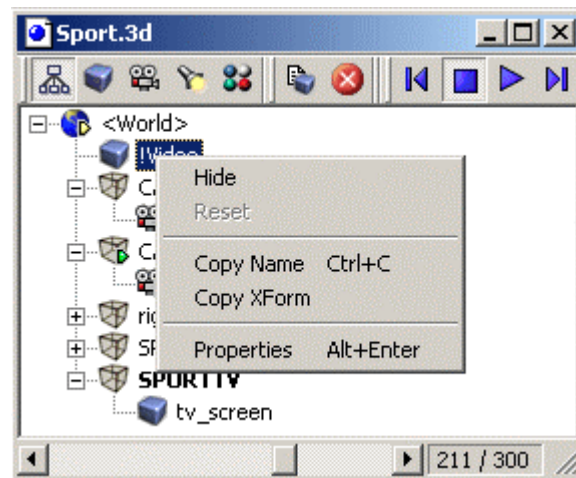 Sport.3d
<World>
!Video
Hide
Reset
Copy Name Ctrl+C
Copy XForm
Properties Alt+Enter
SPORTTV
tv_screen
211 / 300